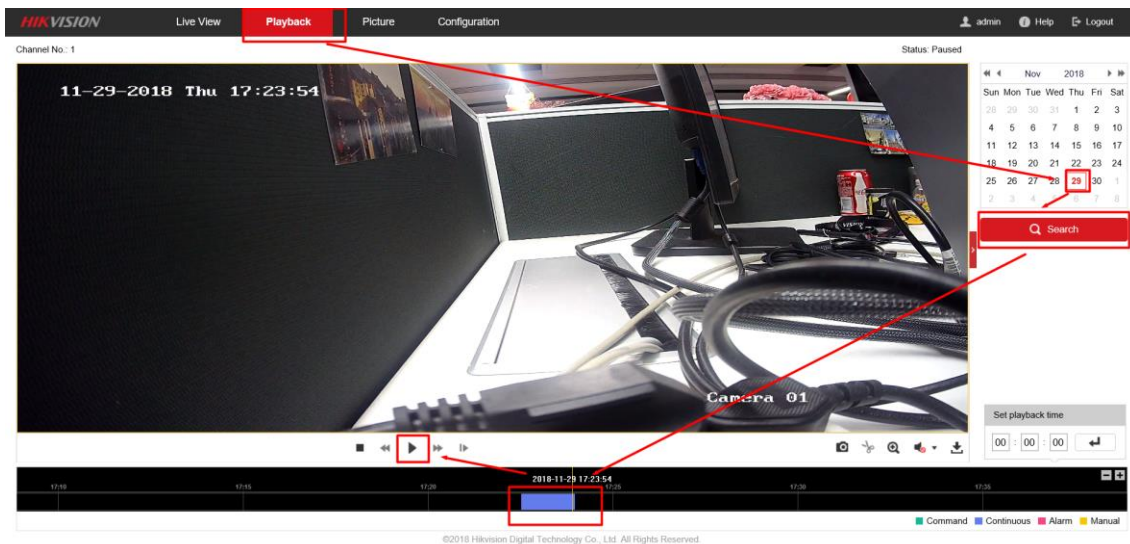 HIKVISION Live View Playback Picture Configuration admin Help Logout
Channel No.: 1 Status: Paused
11-29-2018 Thu 17:23:54
Nov 2018
Sun Mon Tue Wed Thu Fri Sat
28 29 30 31 1 2 3
4 5 6 7 8 9 10
11 12 13 14 15 16 17
18 19 20 21 22 23 24
25 26 27 28 29 30 1
2 3 4 5 6 7 8
Search
Camera 01
Set playback time
00 : 00 : 00
2018-11-29 17:23:54
17:10 17:15 17:20 17:25 17:30 17:35
Command Continuous Alarm Manual
©2018 Hikvision Digital Technology Co., Ltd. All Rights Reserved.